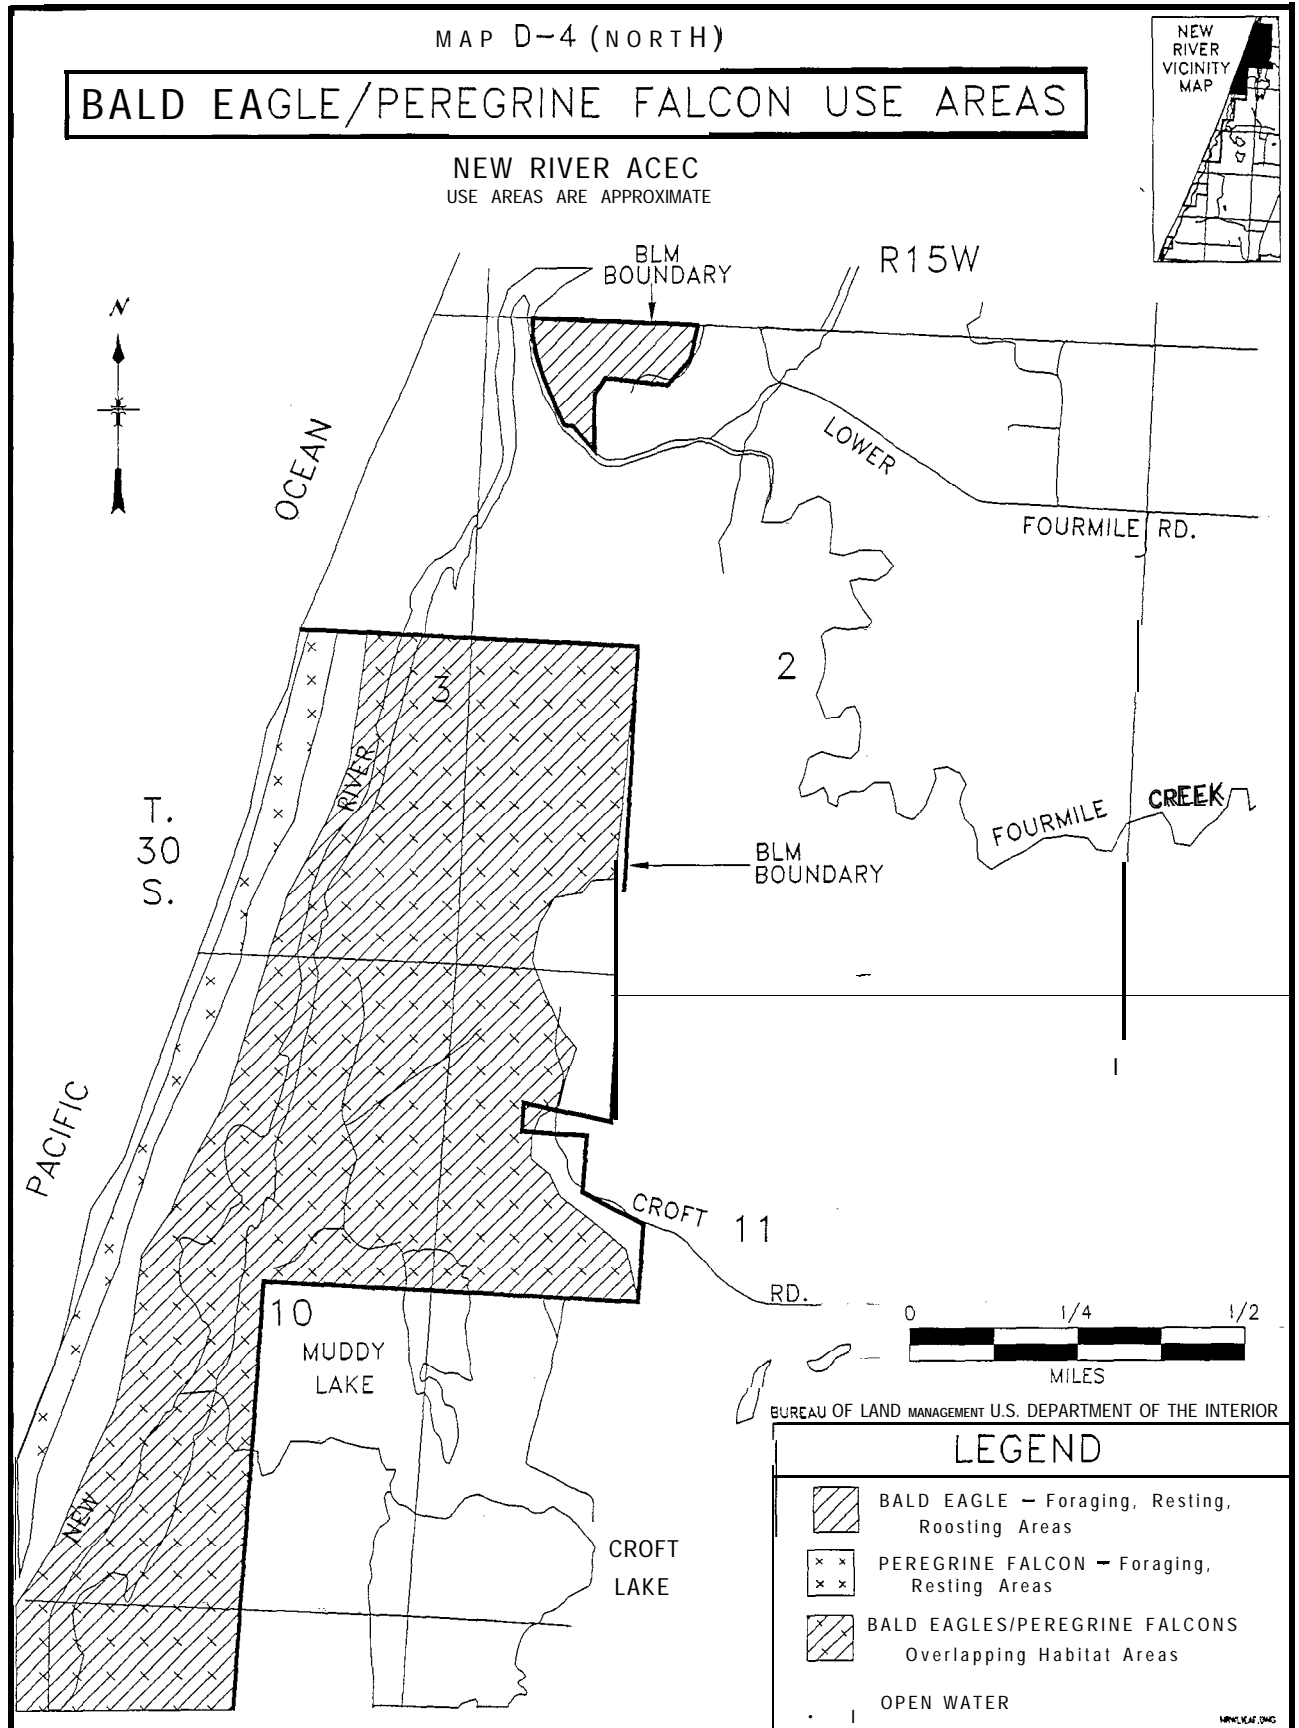 MAP D-4 (NORTH)
BALD EAGLE/PEREGRINE FALCON USE AREAS
NEW RIVER ACEC
USE AREAS ARE APPROXIMATE
NEW
RIVER
VICINITY
MAP
BLM
BOUNDARY
R15W
N
OCEAN
LOWER
FOURMILE RD.
3
2
RIVER
T.
30
S.
FOURMILE CREEK
BLM
BOUNDARY
1
PACIFIC
CROFT
11
RD.
10
MUDDY
LAKE
0 1/4 1/2
MILES
BUREAU OF LAND MANAGEMENT U.S. DEPARTMENT OF THE INTERIOR
NEW
CROFT
LAKE
LEGEND
BALD EAGLE – Foraging, Resting,
Roosting Areas
PEREGRINE FALCON – Foraging,
Resting Areas
BALD EAGLES/PEREGRINE FALCONS
Overlapping Habitat Areas
OPEN WATER